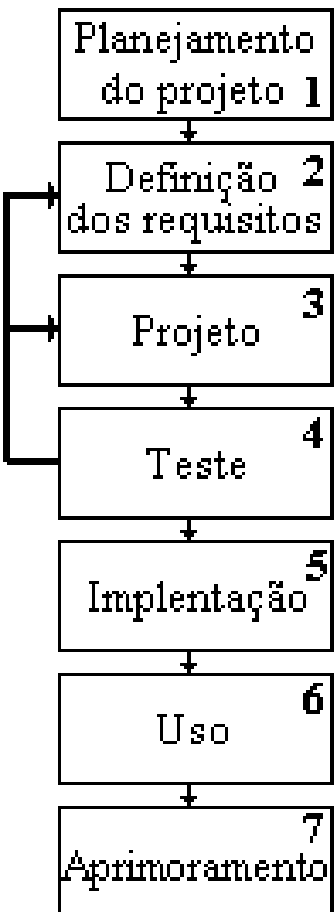 Planejamento
do projeto 1
2
Definição
dos requisitos
3
Projeto
4
Teste
5
Implentação
6
Uso
7
Aprimoramento